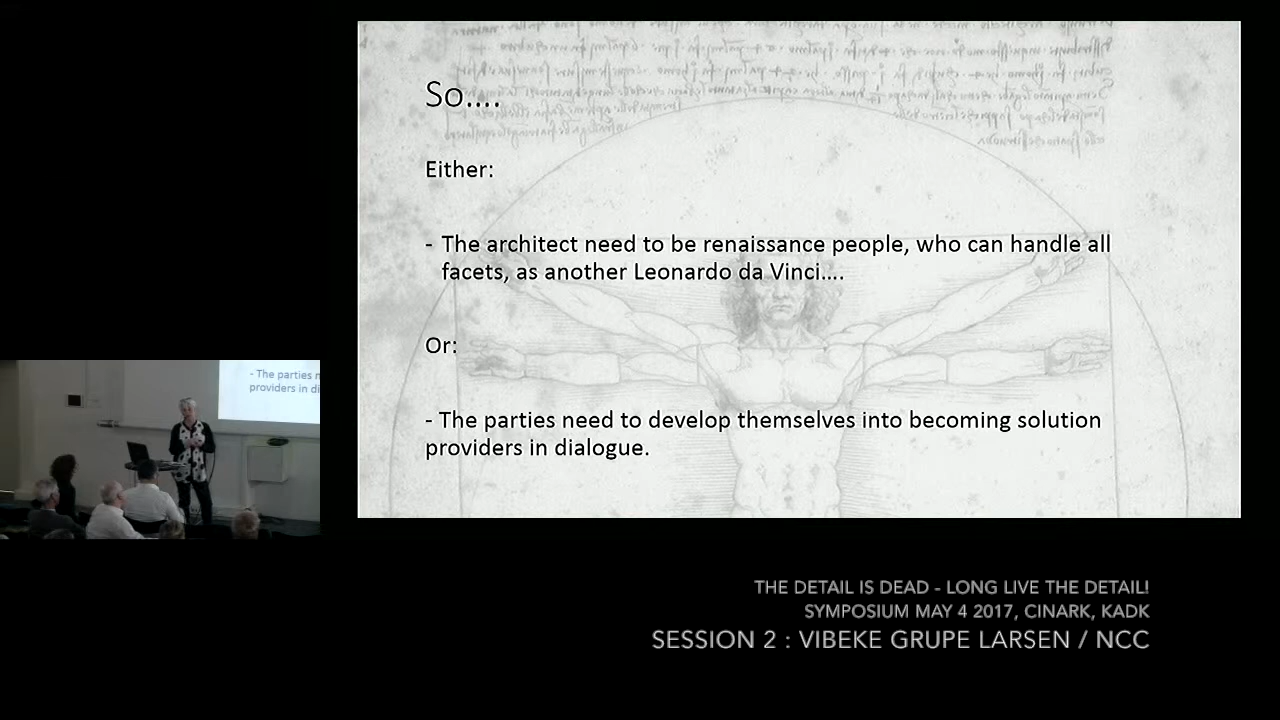 So....
Either:
- The architect need to be renaissance people, who can handle all
facets, as another Leonardo da Vinci....
Or:
- The parties need to develop themselves into becoming solution
providers in dialogue.
- The parties n
providers in di
THE DETAIL IS DEAD - LONG LIVE THE DETAIL!
SYMPOSIUM MAY 4 2017, CINARK, KADK
SESSION 2 : VIBEKE GRUPE LARSEN / NCC